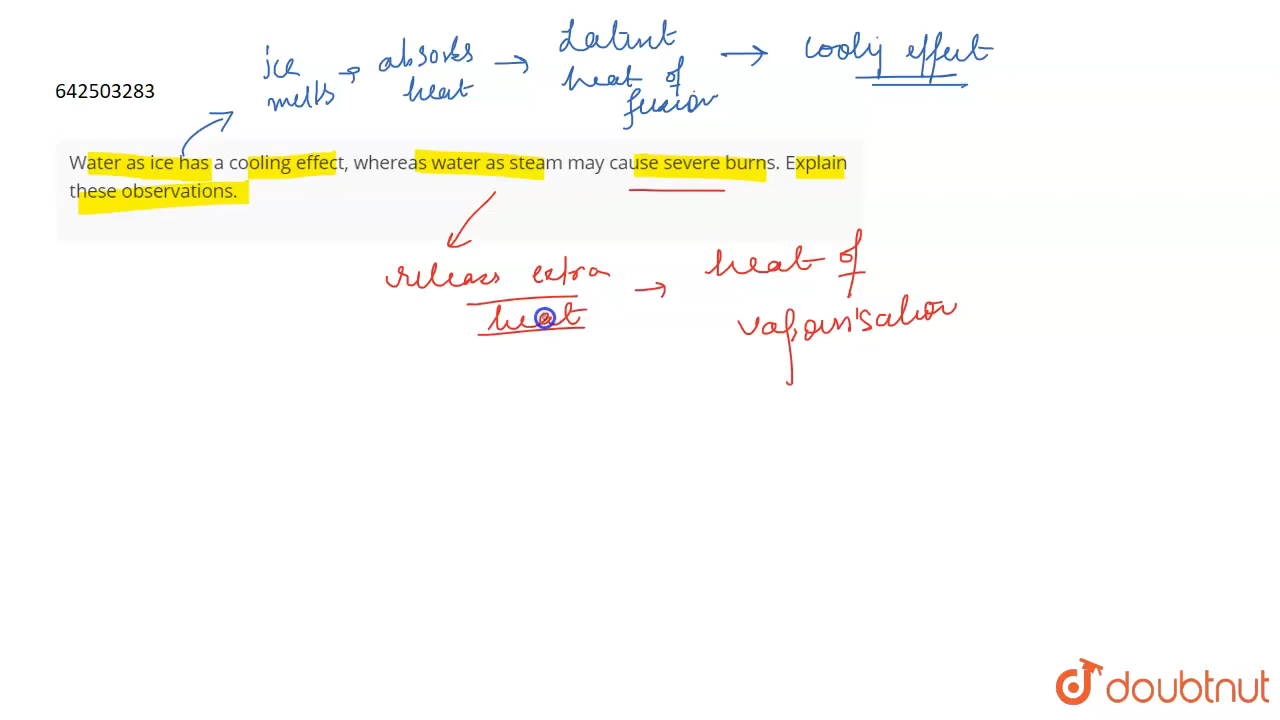 ice melts → absorbs heat → Latent heat of fusion → cooling effect
642503283
Water as ice has a cooling effect, whereas water as steam may cause severe burns. Explain
these observations.
release extra heat → heat of vapourisation
doubtnut